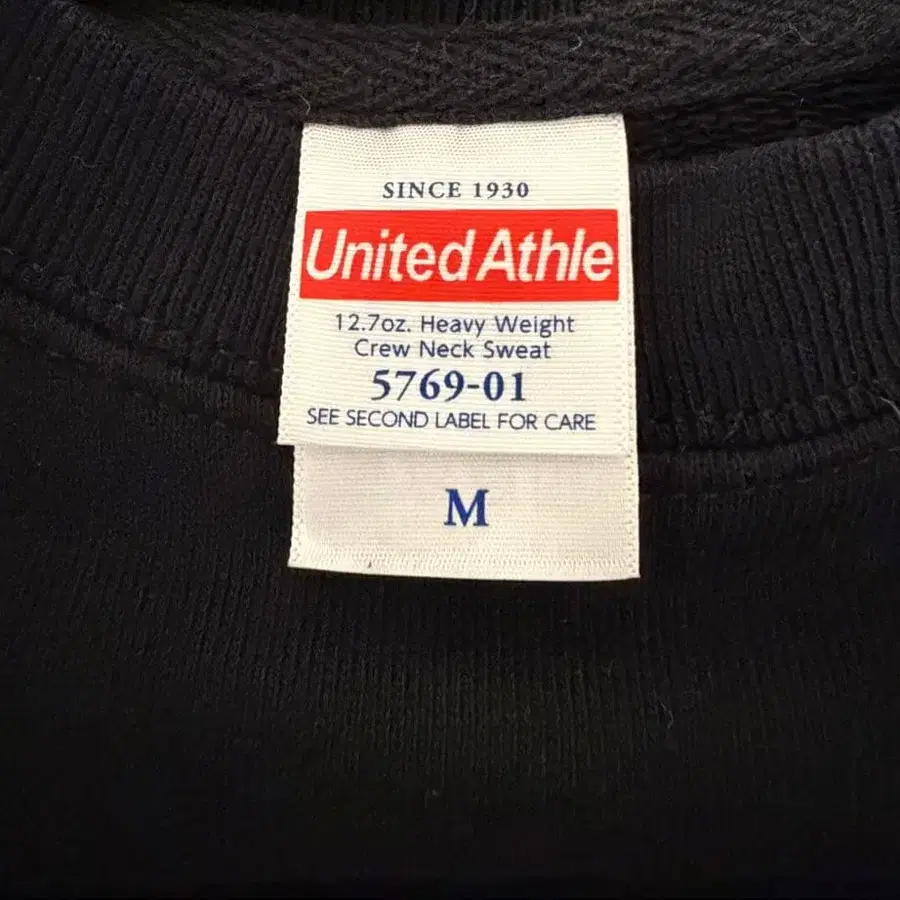 SINCE 1930
United Athle
12.7oz. Heavy Weight
Crew Neck Sweat
5769-01
SEE SECOND LABEL FOR CARE
M